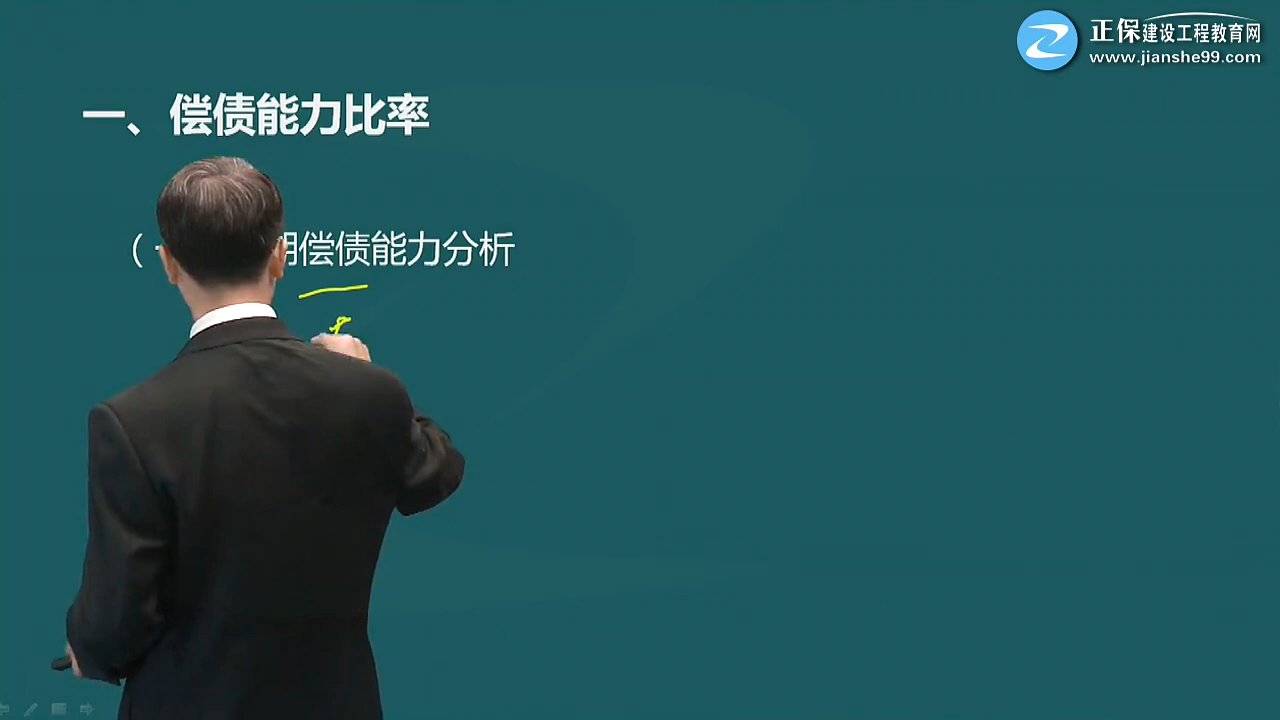 正保建设工程教育网
www.jianshe99.com
一、偿债能力比率
（一 期偿债能力分析